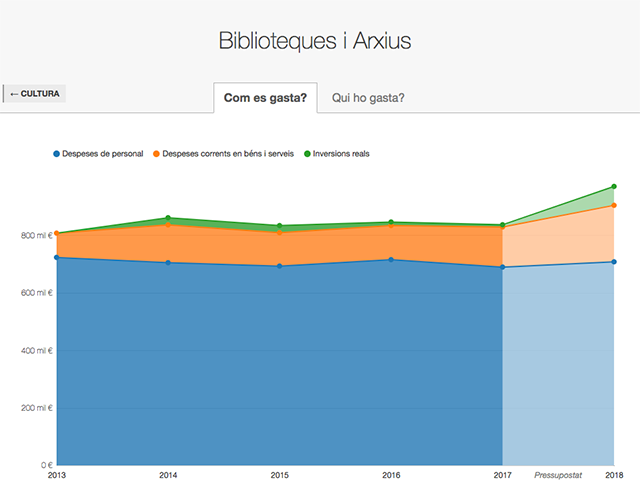 Biblioteques i Arxius
← CULTURA
Com es gasta?
Qui ho gasta?
Despeses de personal
Despeses corrents en béns i serveis
Inversions reals
800 mil €
600 mil €
400 mil €
200 mil €
0 €
2013
2014
2015
2016
2017
Pressupostat
2018